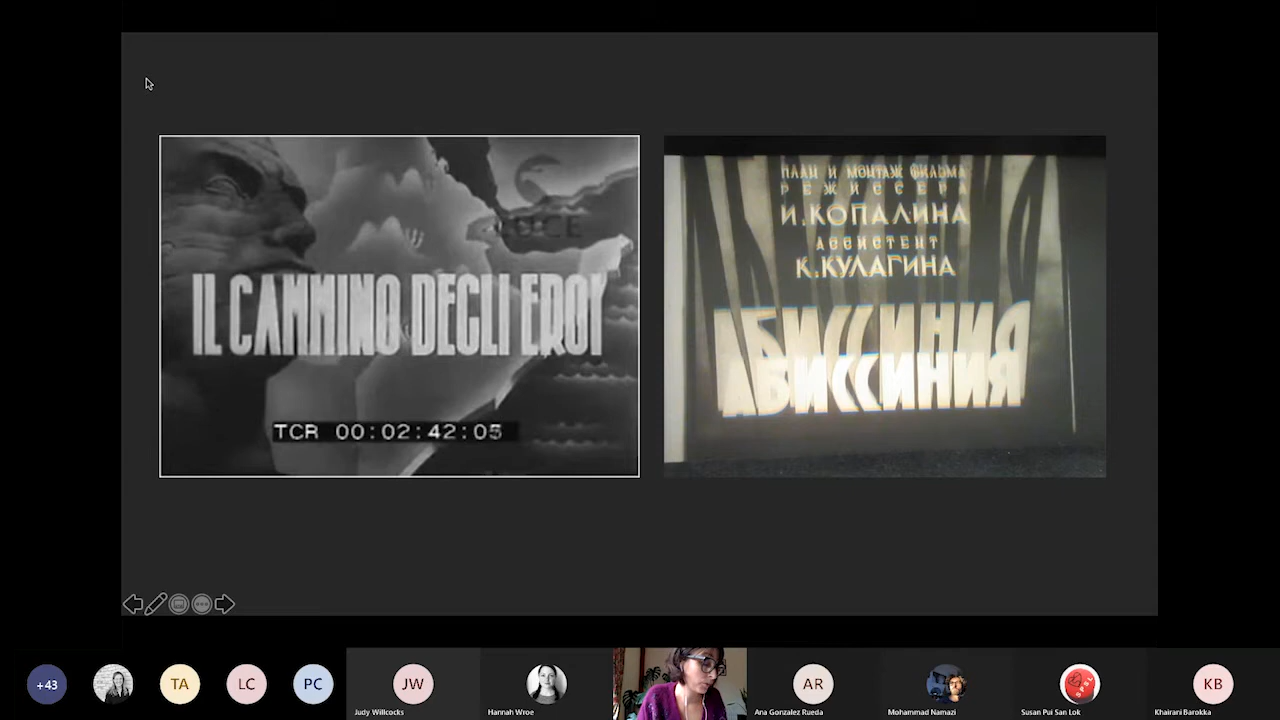 LUCE
IL CAMMINO DEGLI EROI
TCR 00:02:42:05
ПЛАН И МОНТАЖ ФИЛЬМА
РЕЖИССЕРА
И. КОПАЛИНА
АССИСТЕНТ
К. КУЛАГИНА
АБИССИНИЯ
АБИССИНИЯ
+43
TA
LC
PC
JW
AR
KB
Judy Willcocks
Hannah Wroe
Ana Gonzalez Rueda
Mohammad Namazi
Susan Pui San Lok
Khairani Barokka